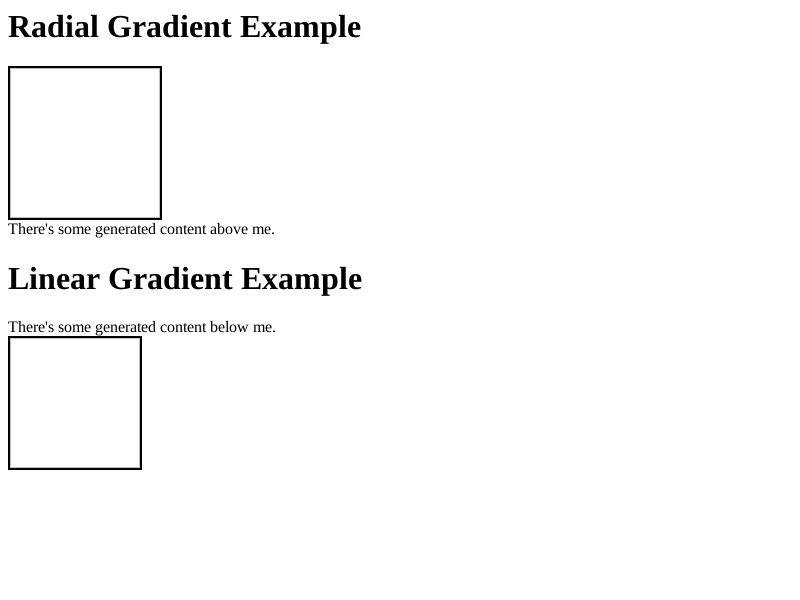 Radial Gradient Example
There's some generated content above me.
Linear Gradient Example
There's some generated content below me.